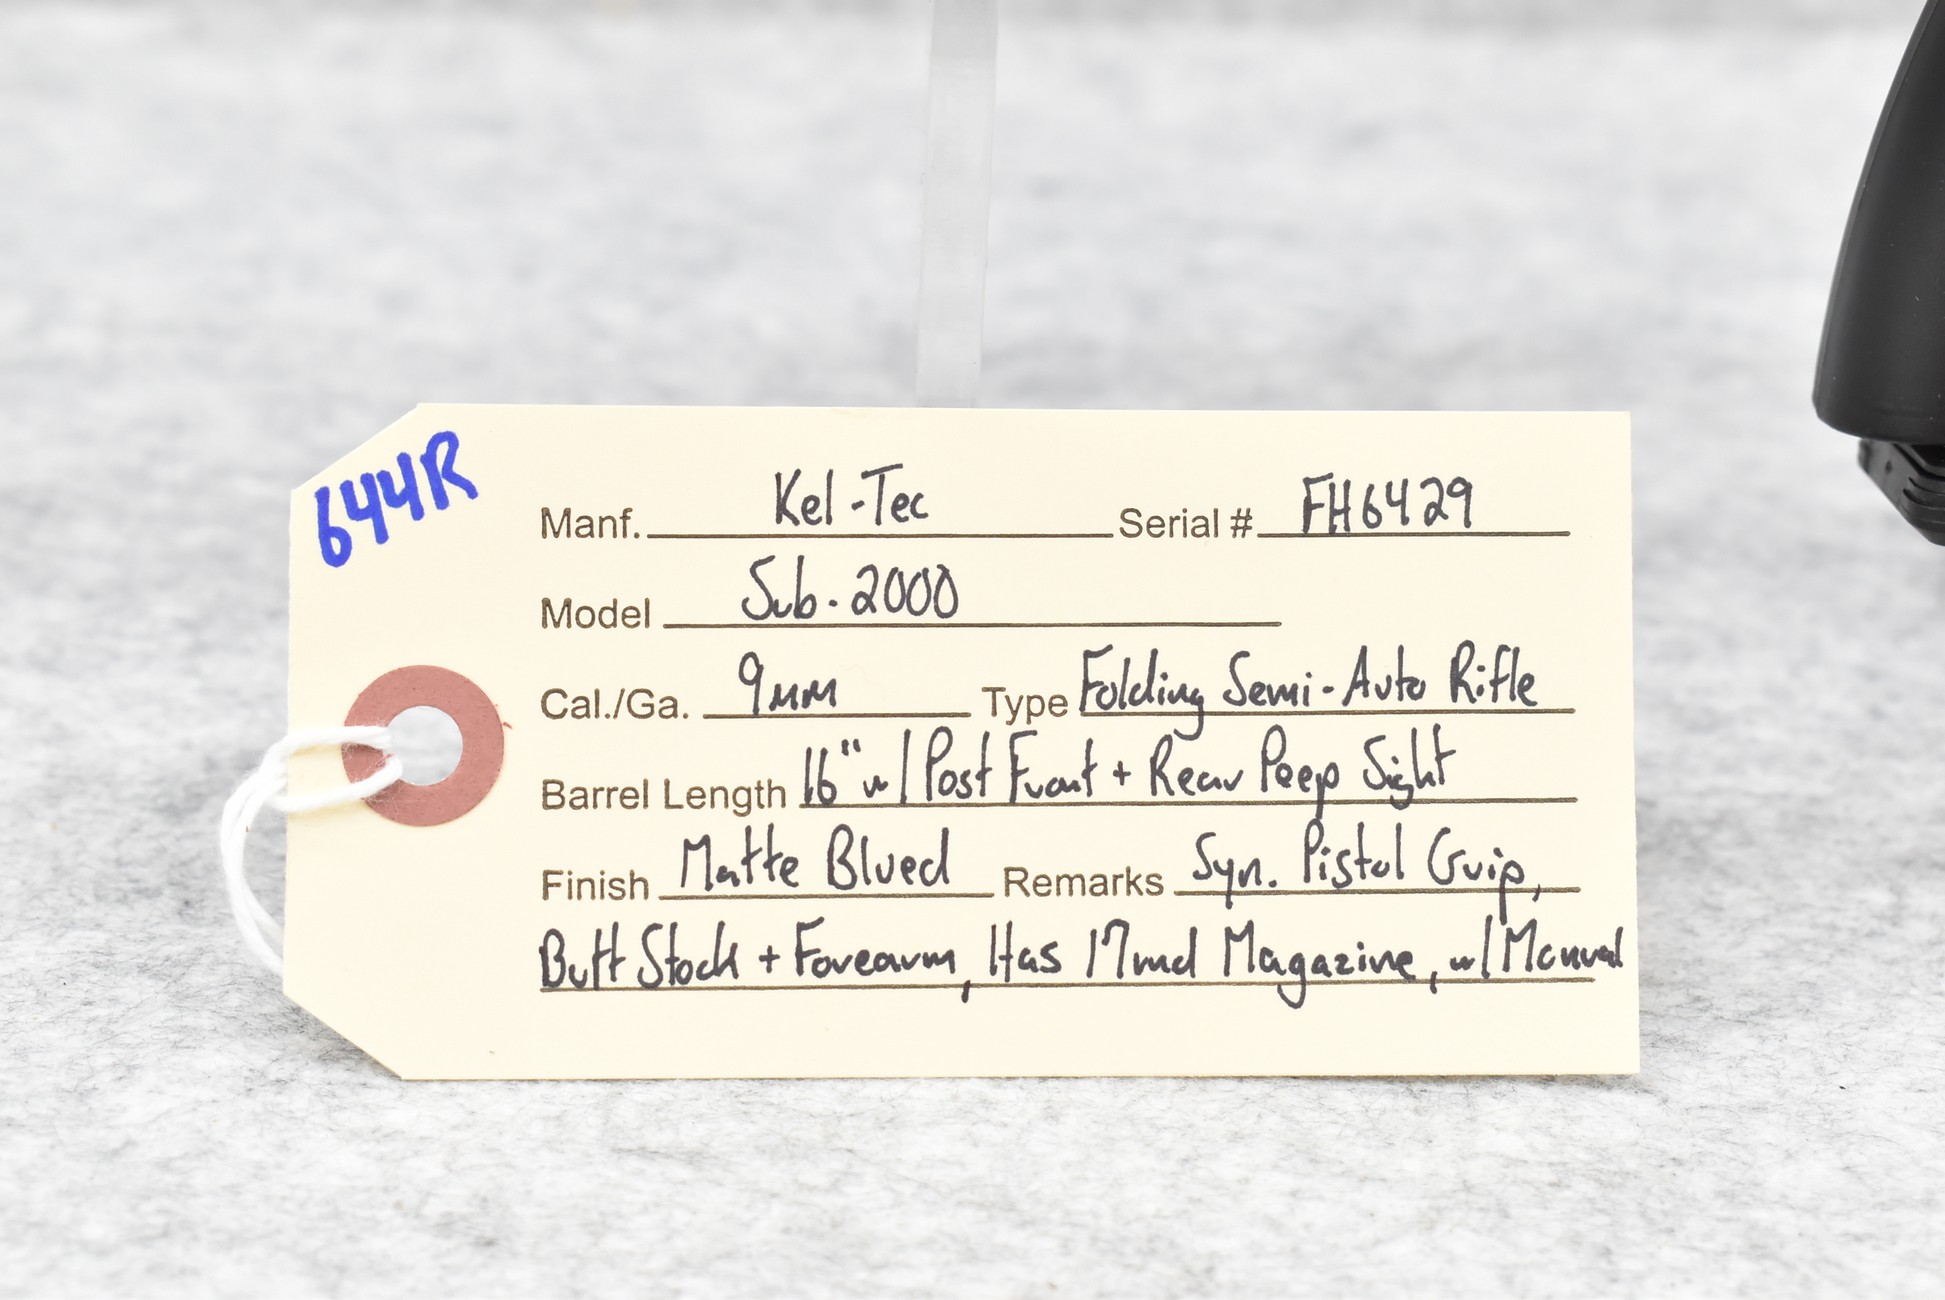 644R
Manf. Kel-Tec Serial # FH6429
Model Sub-2000
Cal./Ga. 9mm Type Folding Semi-Auto Rifle
Barrel Length 16" w/ Post Front + Rear Peep Sight
Finish Matte Blued Remarks Syn. Pistol Grip,
Butt Stock + Forearm, Has 17rnd Magazine, w/ Manual